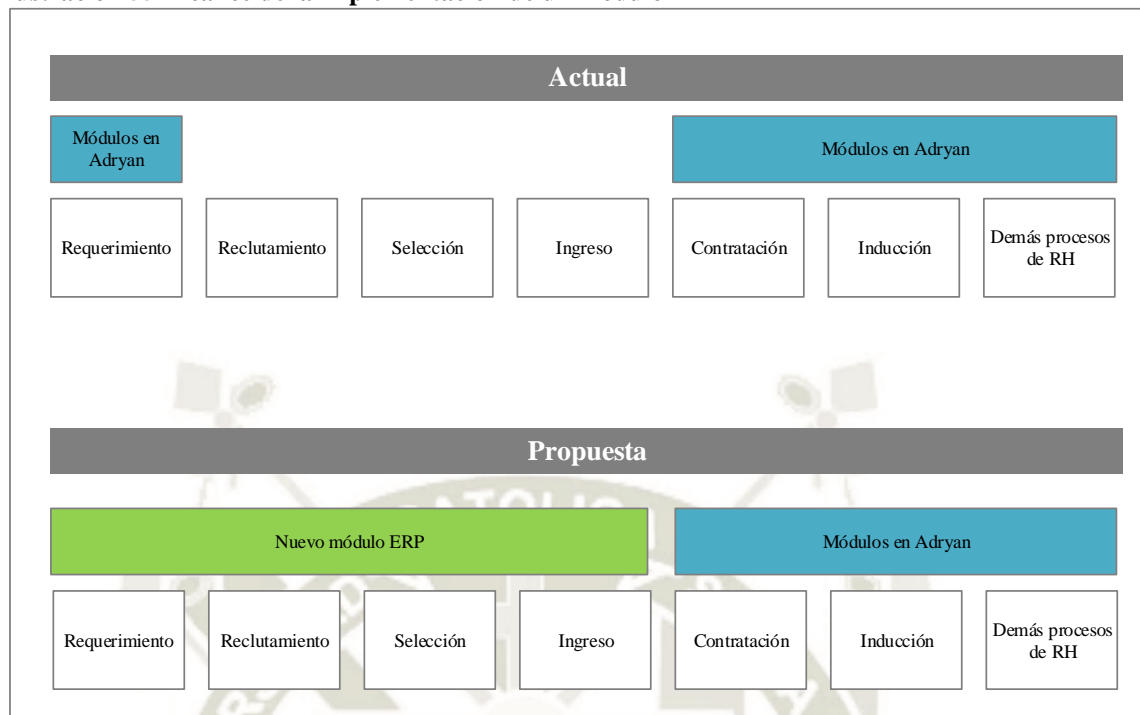 Actual
Módulos en
Adryan
Módulos en Adryan
Requerimiento
Reclutamiento
Selección
Ingreso
Contratación
Inducción
Demás procesos
de RH
Propuesta
Nuevo módulo ERP
Módulos en Adryan
Requerimiento
Reclutamiento
Selección
Ingreso
Contratación
Inducción
Demás procesos
de RH